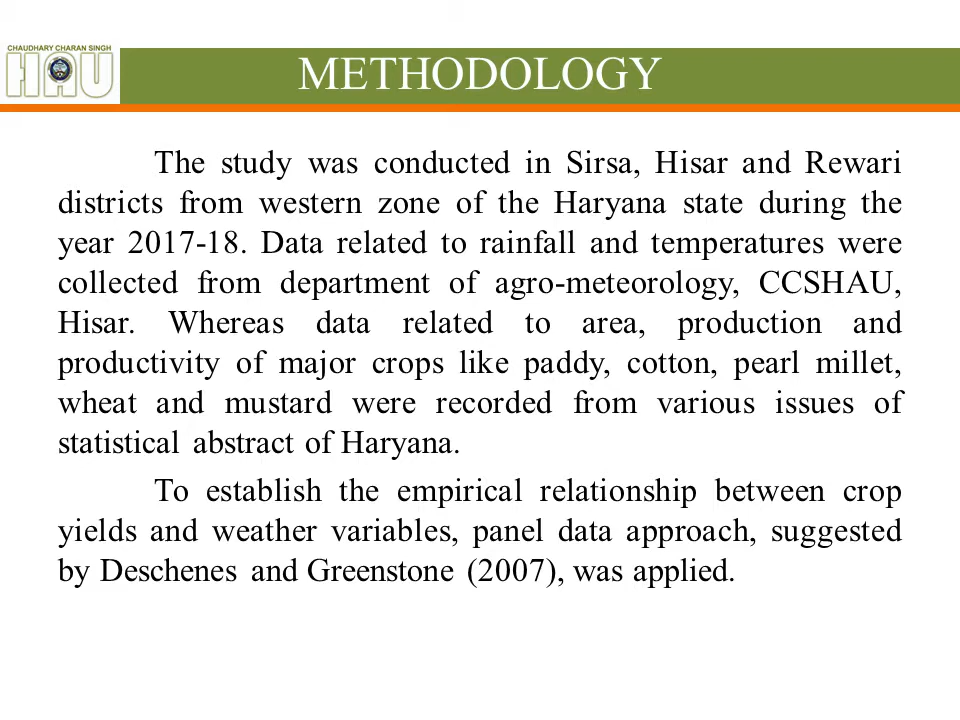 CHAUDHARY CHARAN SINGH
HAU
METHODOLOGY
The study was conducted in Sirsa, Hisar and Rewari
districts from western zone of the Haryana state during the
year 2017-18. Data related to rainfall and temperatures were
collected from department of agro-meteorology, CCSHAU,
Hisar. Whereas data related to area, production and
productivity of major crops like paddy, cotton, pearl millet,
wheat and mustard were recorded from various issues of
statistical abstract of Haryana.
To establish the empirical relationship between crop
yields and weather variables, panel data approach, suggested
by Deschenes and Greenstone (2007), was applied.